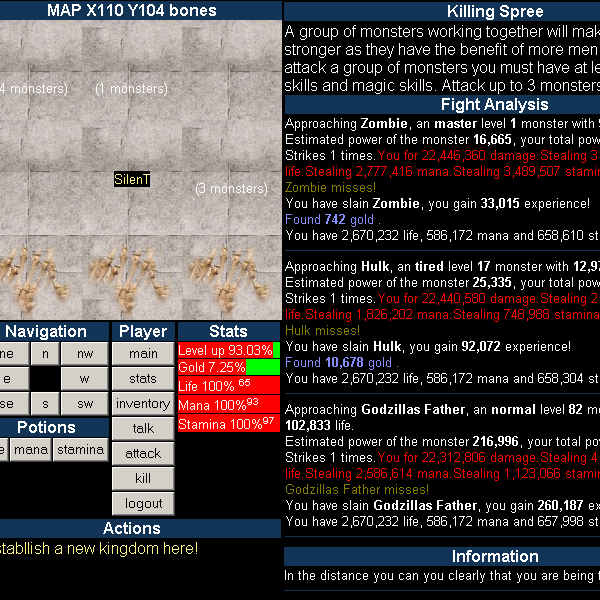 MAP X110 Y104 bones
4 monsters)
(1 monsters)
SilenT
(3 monsters)
Navigation
ne n nw
e w
se s sw
Potions
e mana stamina
Player
main
stats
inventory
talk
attack
kill
logout
Stats
Level up 93.03%
Gold 7.25%
Life 100% 65
Mana 100% 93
Stamina 100% 97
Actions
stabllish a new kingdom here!
Killing Spree
A group of monsters working together will mak
stronger as they have the benefit of more men
attack a group of monsters you must have at le
skills and magic skills. Attack up to 3 monsters
Fight Analysis
Approaching Zombie, an master level 1 monster with
Estimated power of the monster 16,665, your total pow
Strikes 1 times.You for 22,446,360 damage.Stealing 3
life.Stealing 2,777,416 mana.Stealing 3,489,507 stamin
Zombie misses!
You have slain Zombie, you gain 33,015 experience!
Found 742 gold .
You have 2,670,232 life, 586,172 mana and 658,610 st
Approaching Hulk, an tired level 17 monster with 12,97
Estimated power of the monster 25,335, your total pow
Strikes 1 times.You for 22,440,580 damage.Stealing 2
life.Stealing 1,826,202 mana.Stealing 748,988 stamina
Hulk misses!
You have slain Hulk, you gain 92,072 experience!
Found 10,678 gold .
You have 2,670,232 life, 586,172 mana and 658,304 st
Approaching Godzillas Father, an normal level 82 mo
102,833 life.
Estimated power of the monster 216,996, your total pow
Strikes 1 times.You for 22,312,806 damage.Stealing 4
life.Stealing 2,586,614 mana.Stealing 1,123,066 stamin
Godzillas Father misses!
You have slain Godzillas Father, you gain 260,187 ex
You have 2,670,232 life, 586,172 mana and 657,998 st
Information
In the distance you can you clearly that you are being f